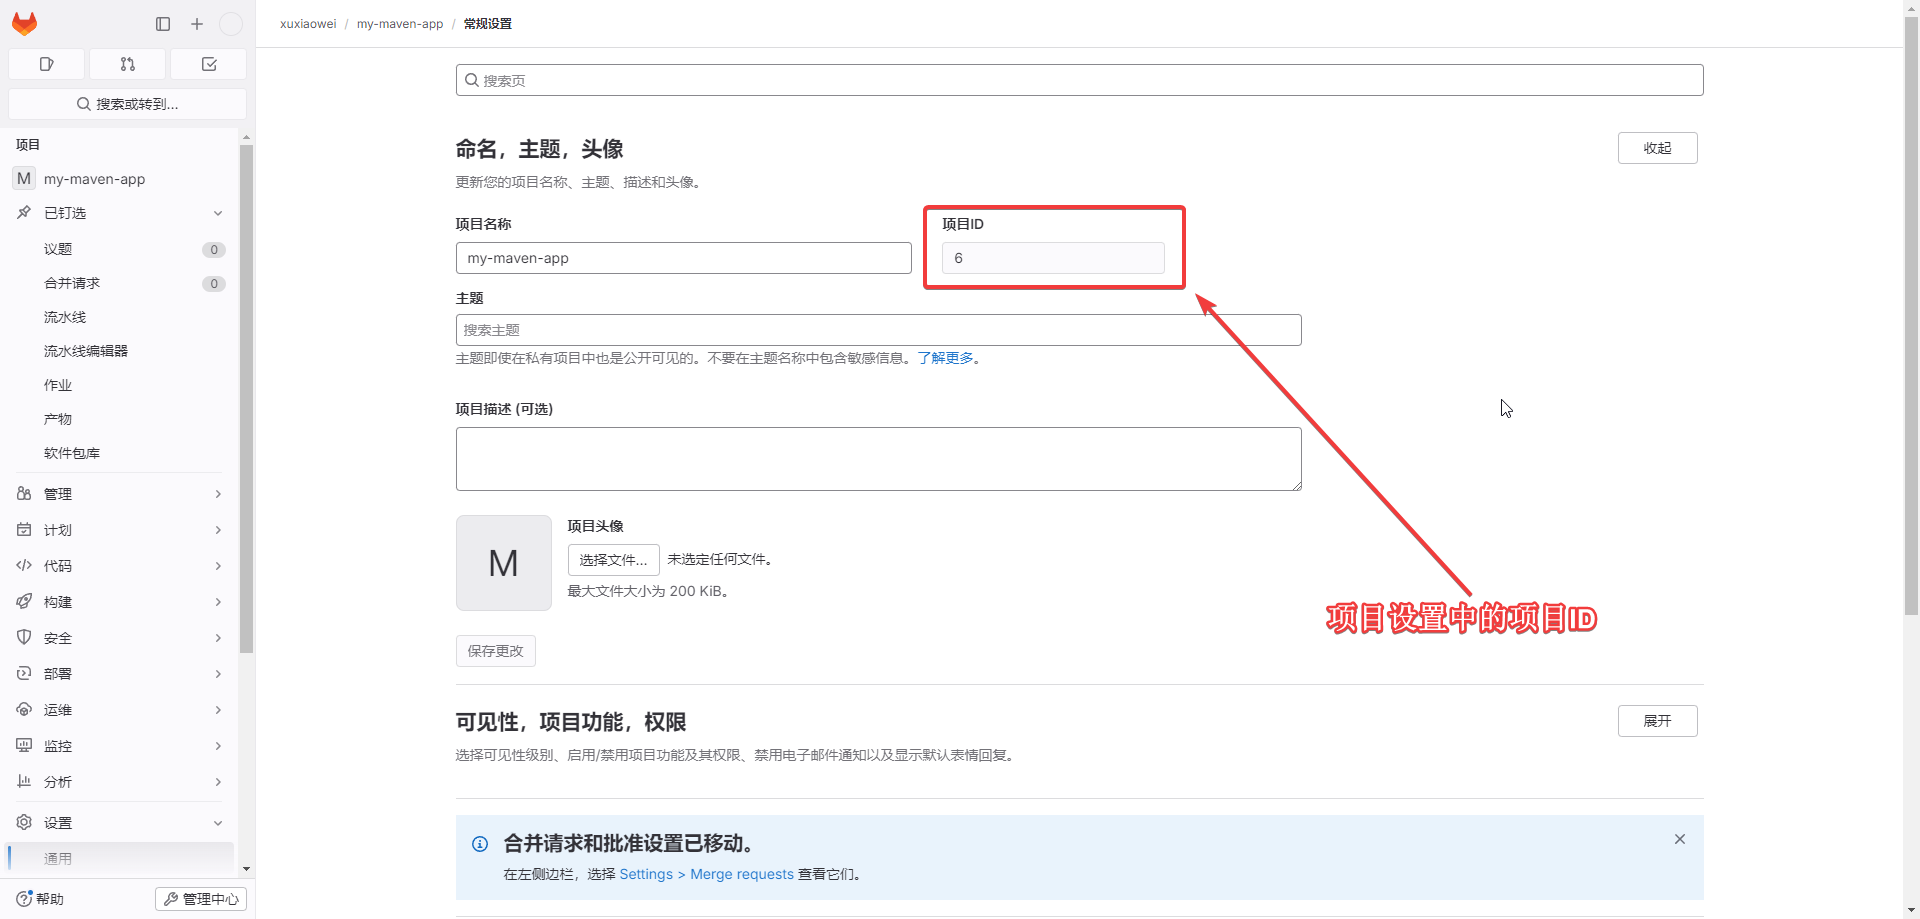 xuxiaowei / my-maven-app / 常规设置
搜索或转到...
项目
M my-maven-app
已钉选
议题 0
合并请求 0
流水线
流水线编辑器
作业
产物
软件包库
管理
计划
代码
构建
安全
部署
运维
监控
分析
设置
通用
帮助
管理中心
搜索页
命名，主题，头像
收起
更新您的项目名称、主题、描述和头像。
项目名称
项目ID
my-maven-app
6
主题
搜索主题
主题即使在私有项目中也是公开可见的。不要在主题名称中包含敏感信息。了解更多。
项目描述 (可选)
M
项目头像
选择文件... 未选定任何文件。
最大文件大小为 200 KiB。
项目设置中的项目ID
保存更改
可见性，项目功能，权限
展开
选择可见性级别、启用/禁用项目功能及其权限、禁用电子邮件通知以及显示默认表情回复。
合并请求和批准设置已移动。
在左侧边栏，选择 Settings > Merge requests 查看它们。